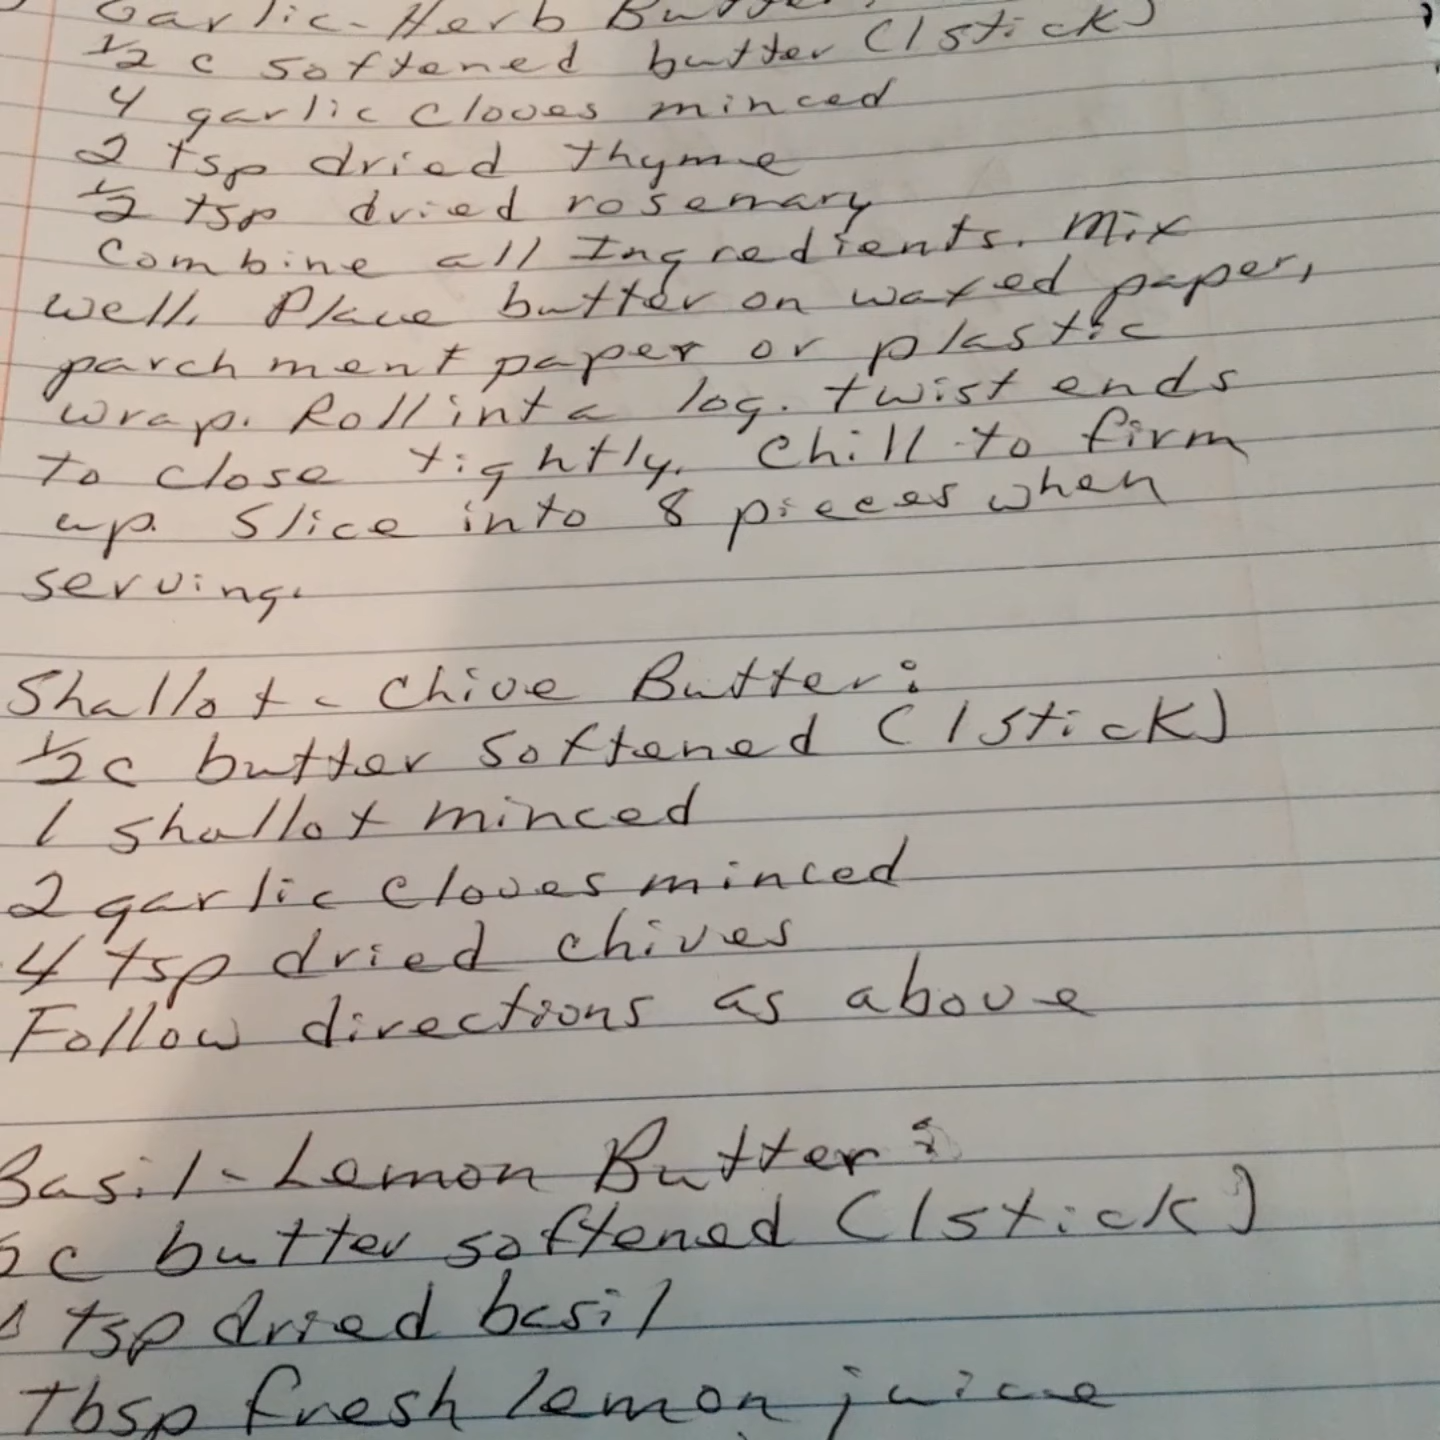 Garlic-Herb Butter
1/2 c softened butter (1 stick)
4 garlic cloves minced
2 tsp dried thyme
1/2 tsp dried rosemary
Combine all Ingredients. Mix
well. Place butter on waxed paper,
parchment paper or plastic
wrap. Roll into log. twist ends
to close tightly. Chill to firm
up. Slice into 8 pieces when
serving.
Shallot-Chive Butter:
1/2 c butter softened (1 stick)
1 shallot minced
2 garlic cloves minced
4 tsp dried chives
Follow directions as above
Basil-Lemon Butter:
c butter softened (1 stick)
tsp dried basil
Tbsp fresh lemon juice